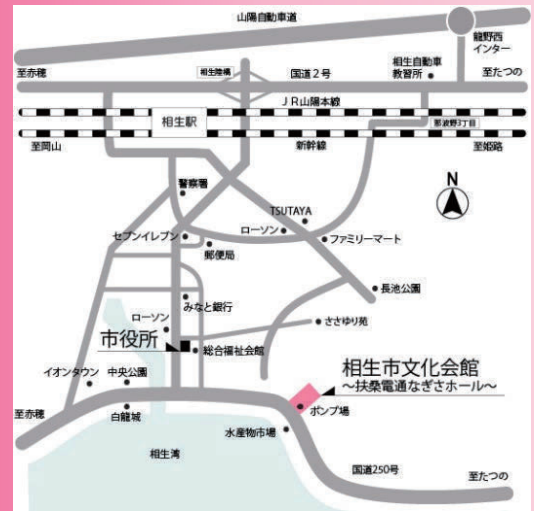 山陽自動車道
龍野西
インター
相生自動車
教習所
至赤穂
相生陸橋
国道2号
至たつの
JR山陽本線
相生駅
那波野3丁目
至岡山
新幹線
至姫路
警察署
N
TSUTAYA
ローソン
ファミリーマート
セブンイレブン
郵便局
長池公園
みなと銀行
ローソン
ささゆり苑
市役所
総合福祉会館
相生市文化会館
〜扶桑電通なぎさホール〜
イオンタウン
中央公園
ポンプ場
至赤穂
白龍城
水産物市場
相生湾
国道250号
至たつの